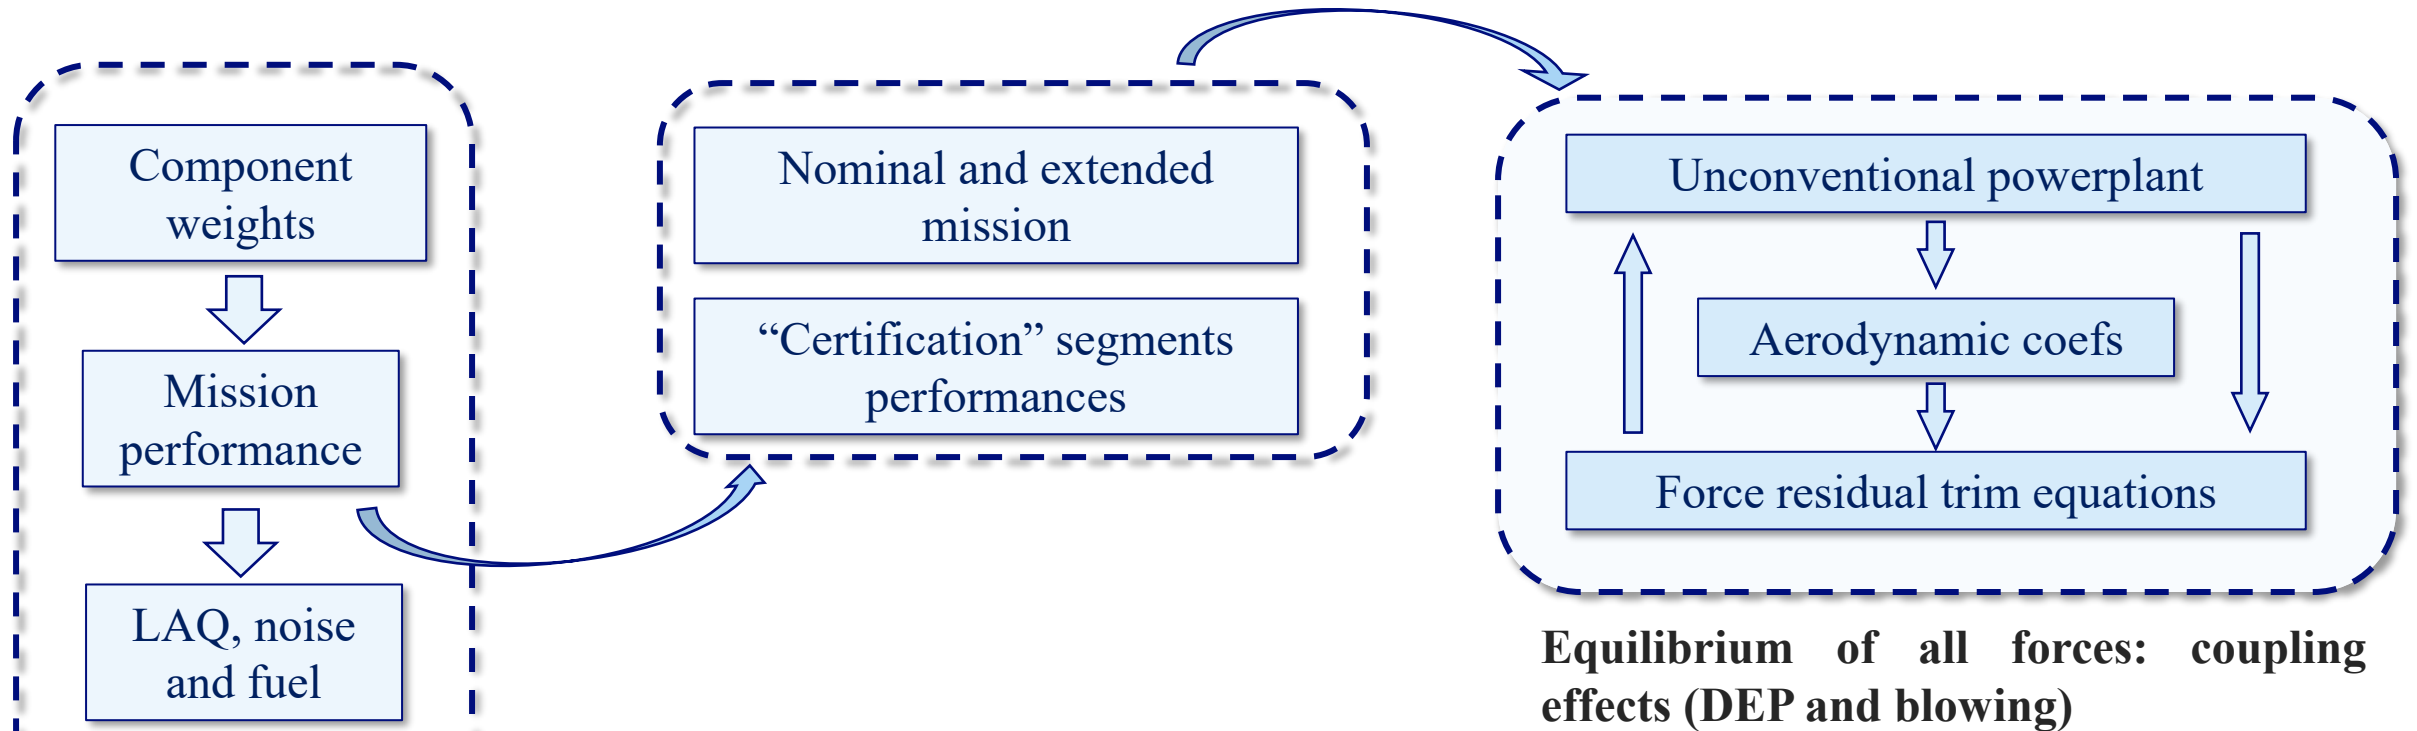 Component
weights
Mission
performance
LAQ, noise
and fuel
Nominal and extended
mission
“Certification” segments
performances
Unconventional powerplant
Aerodynamic coefs
Force residual trim equations
Equilibrium of all forces: coupling
effects (DEP and blowing)